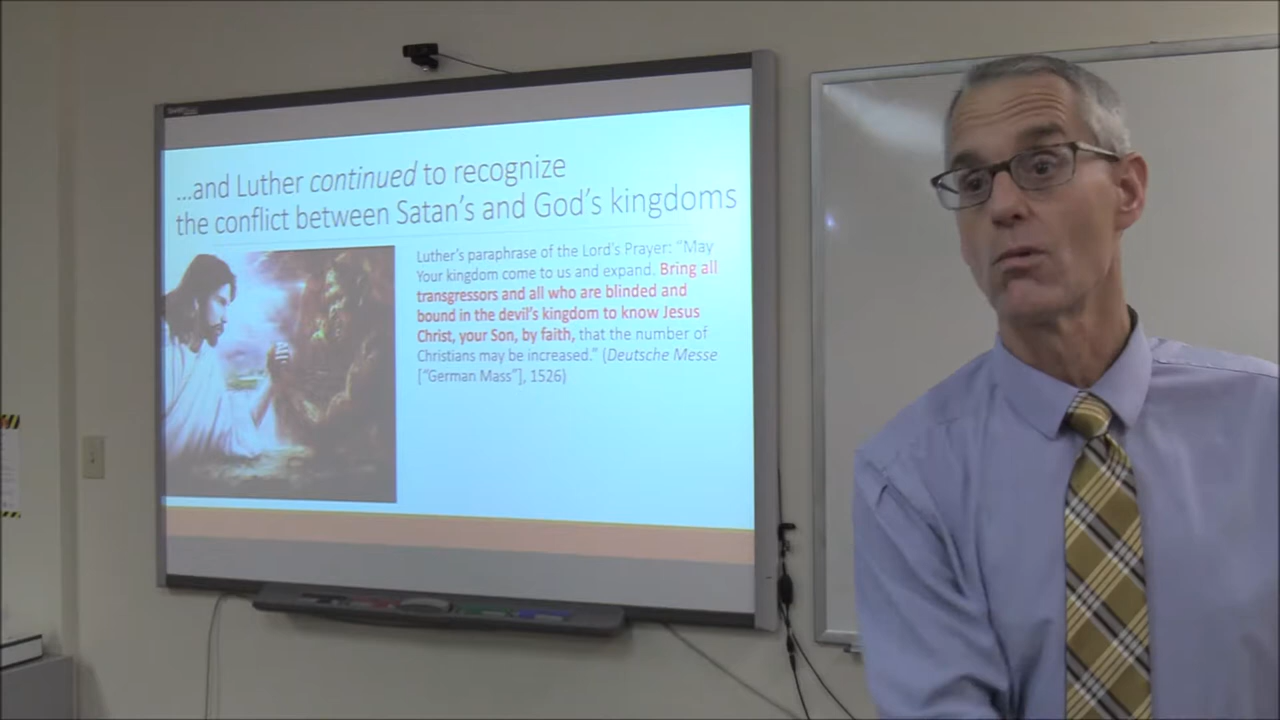 ...and Luther continued to recognize
the conflict between Satan's and God's kingdoms
Luther's paraphrase of the Lord's Prayer: "May
Your kingdom come to us and expand. Bring all
transgressors and all who are blinded and
bound in the devil's kingdom to know Jesus
Christ, your Son, by faith, that the number of
Christians may be increased." (Deutsche Messe
["German Mass"], 1526)